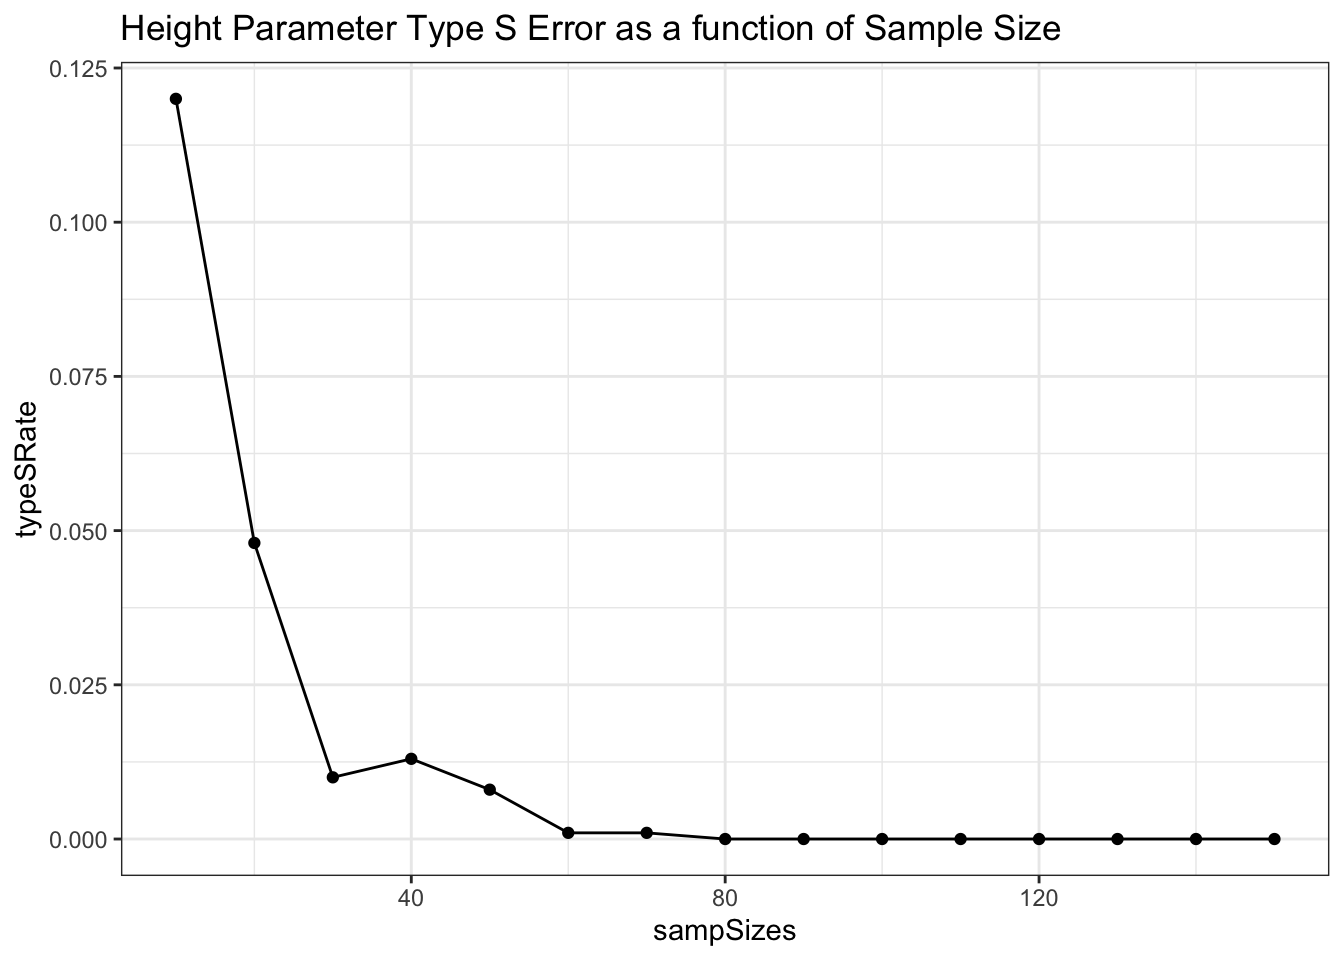 Height Parameter Type S Error as a function of Sample Size
typeSRate
0.125
0.100
0.075
0.050
0.025
0.000
40 80 120
sampSizes